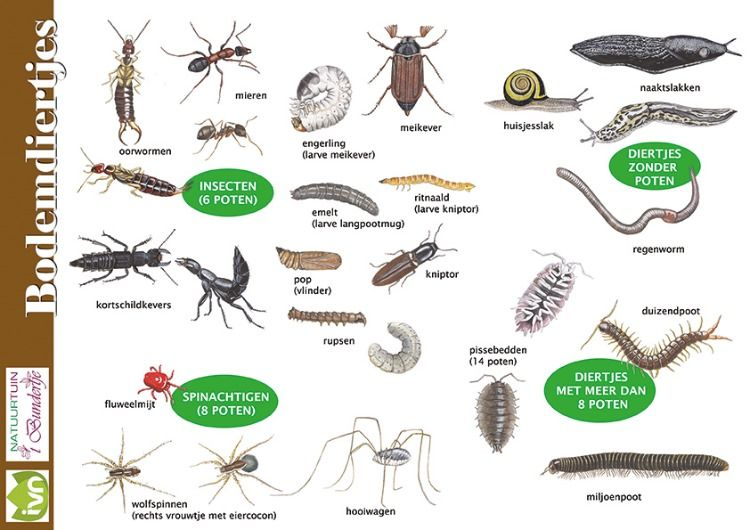 Bodemdiertjes
oorwormen
mieren
engerling
(larve meikever)
meikever
huisjesslak
naaktslakken
INSECTEN
(6 POTEN)
emelt
(larve langpootmug)
ritnaald
(larve kniptor)
DIERTJES
ZONDER
POTEN
regenworm
kortschildkevers
pop
(vlinder)
kniptor
rupsen
pissebedden
(14 poten)
duizendpoot
DIERTJES
MET MEER DAN
8 POTEN
fluweelmijt
SPINACHTIGEN
(8 POTEN)
wolfspinnen
(rechts vrouwtje met eiercocon)
hooiwagen
miljoenpoot
NATUURTUIN
't Bundertje
ivn